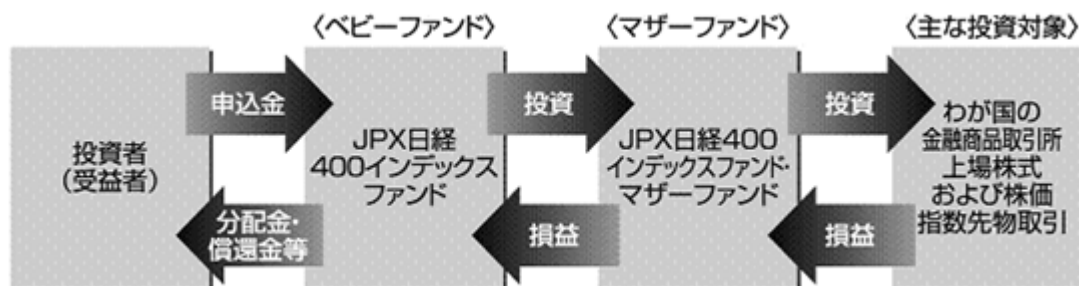 〈ベビーファンド〉
〈マザーファンド〉
〈主な投資対象〉
投資者
(受益者)
申込金
分配金・
償還金等
JPX日経
400インデックス
ファンド
投資
損益
JPX日経400
インデックスファンド・
マザーファンド
投資
損益
わが国の
金融商品取引所
上場株式
および株価
指数先物取引